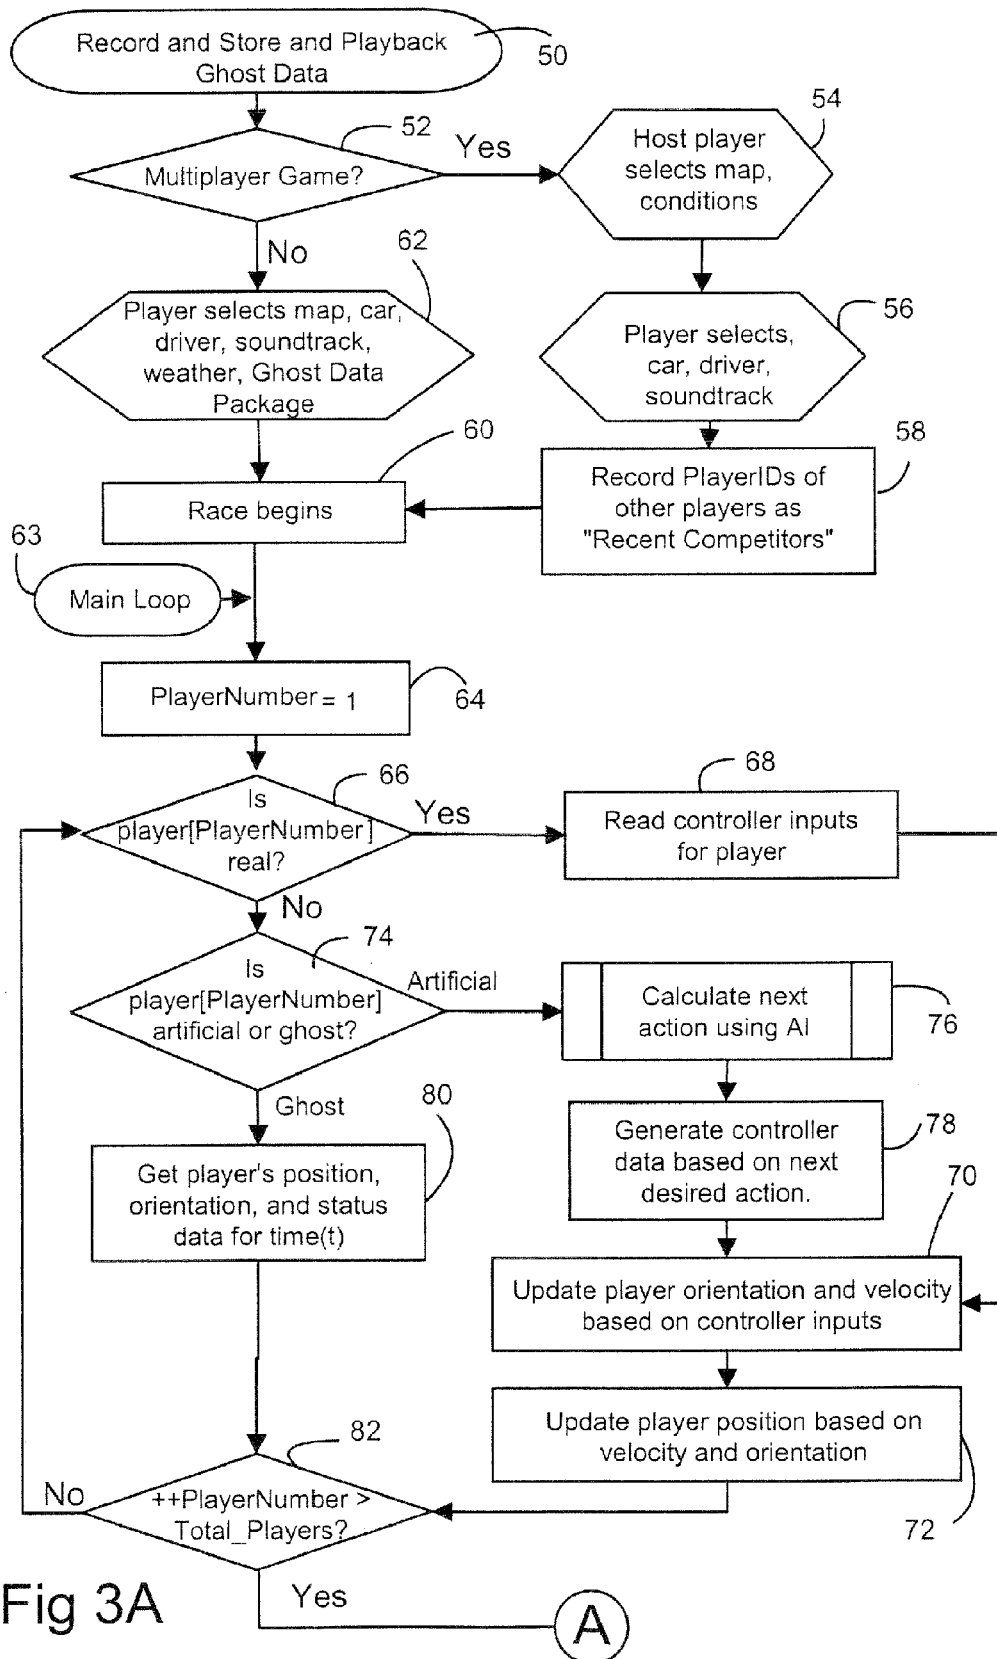 Record and Store and Playback
Ghost Data
50
52
Multiplayer Game?
Yes
54
Host player
selects map,
conditions
No
62
Player selects map, car,
driver, soundtrack,
weather, Ghost Data
Package
56
Player selects,
car, driver,
soundtrack
60
Race begins
58
Record PlayerIDs of
other players as
"Recent Competitors"
63
Main Loop
PlayerNumber = 1
64
66
Is
player[PlayerNumber]
real?
Yes
68
Read controller inputs
for player
No
74
Is
player[PlayerNumber]
artificial or ghost?
Artificial
Calculate next
action using AI
76
Ghost
80
Get player's position,
orientation, and status
data for time(t)
Generate controller
data based on next
desired action.
78
70
Update player orientation and velocity
based on controller inputs
Update player position based on
velocity and orientation
72
82
++PlayerNumber >
Total_Players?
No
Yes
A
Fig 3A